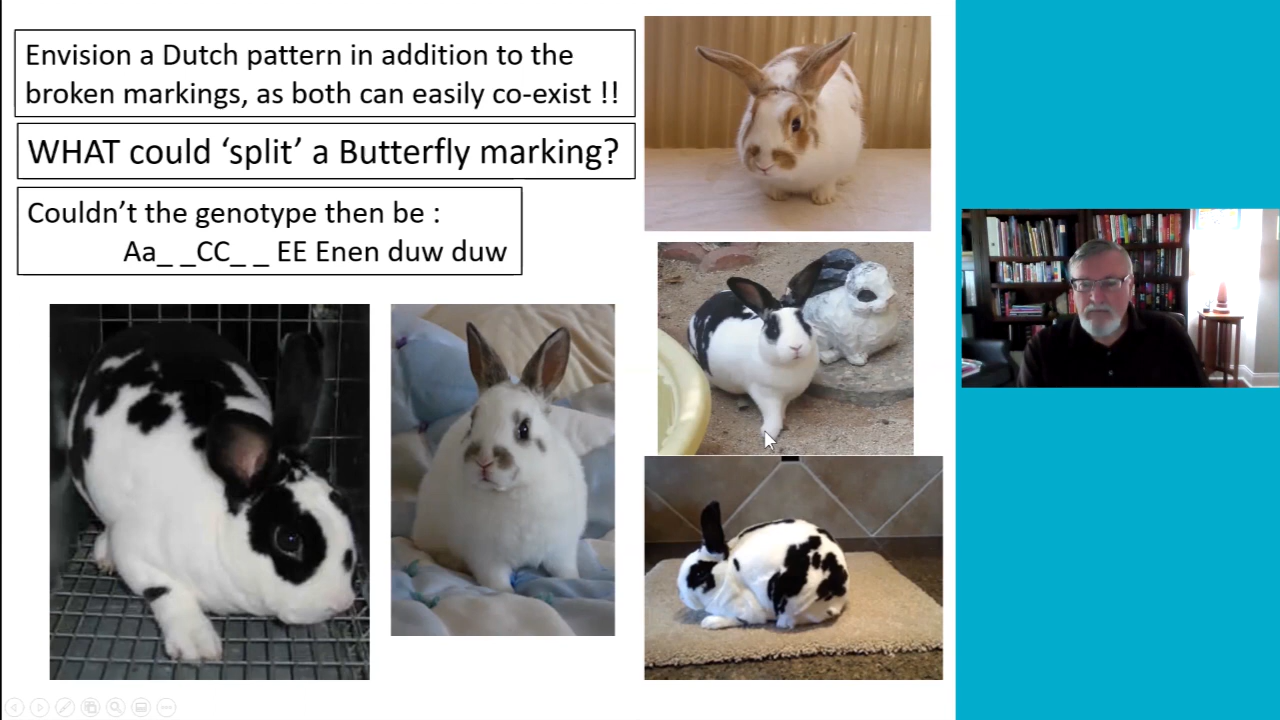 Envision a Dutch pattern in addition to the
broken markings, as both can easily co-exist !!
WHAT could ‘split’ a Butterfly marking?
Couldn’t the genotype then be :
Aa_ _CC_ _ EE Enen duw duw